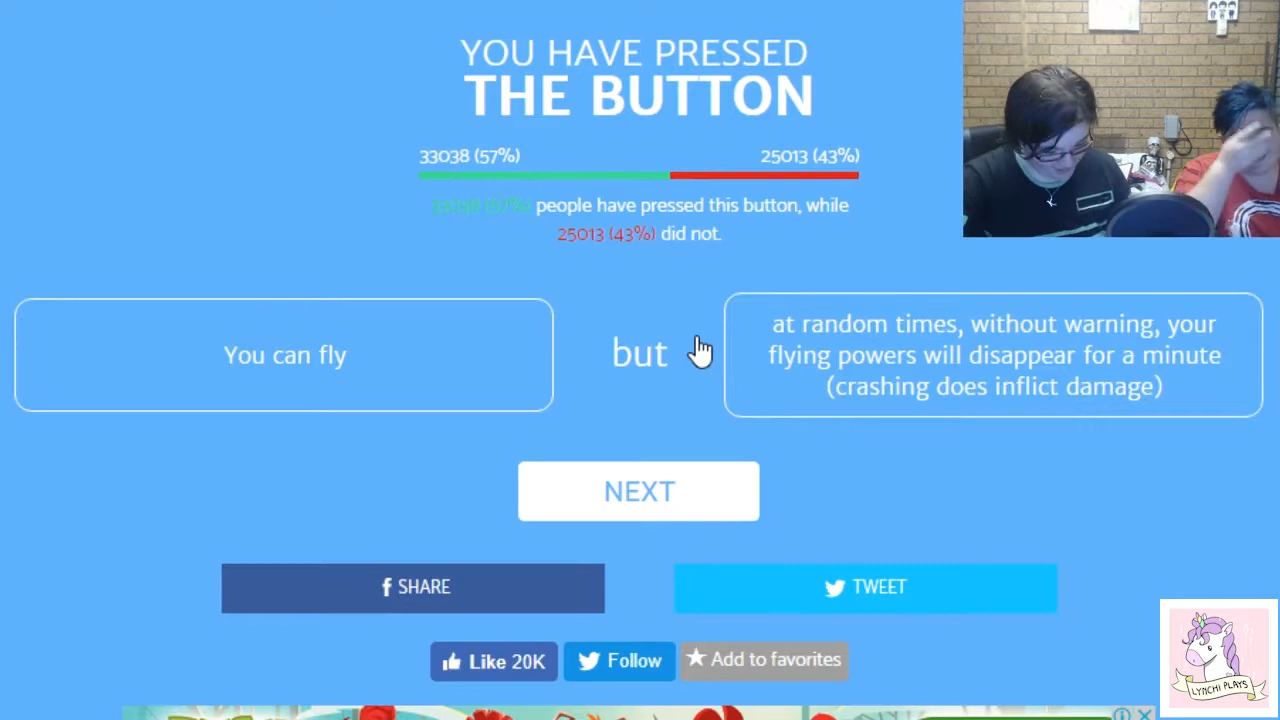 YOU HAVE PRESSED
THE BUTTON
33038 (57%) 25013 (43%)
33038 (57%) people have pressed this button, while
25013 (43%) did not.
You can fly
but
at random times, without warning, your
flying powers will disappear for a minute
(crashing does inflict damage)
NEXT
f SHARE
TWEET
Like 20K
Follow
Add to favorites
LYNCHI PLAYS